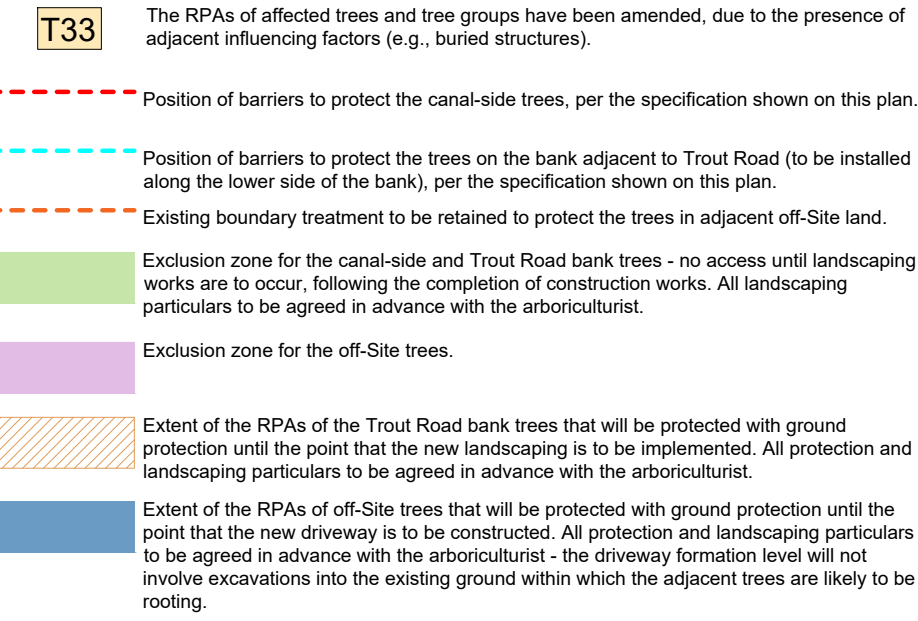 T33
The RPAs of affected trees and tree groups have been amended, due to the presence of
adjacent influencing factors (e.g., buried structures).
Position of barriers to protect the canal-side trees, per the specification shown on this plan.
Position of barriers to protect the trees on the bank adjacent to Trout Road (to be installed
along the lower side of the bank), per the specification shown on this plan.
Existing boundary treatment to be retained to protect the trees in adjacent off-Site land.
Exclusion zone for the canal-side and Trout Road bank trees - no access until landscaping
works are to occur, following the completion of construction works. All landscaping
particulars to be agreed in advance with the arboriculturist.
Exclusion zone for the off-Site trees.
Extent of the RPAs of the Trout Road bank trees that will be protected with ground
protection until the point that the new landscaping is to be implemented. All protection and
landscaping particulars to be agreed in advance with the arboriculturist.
Extent of the RPAs of off-Site trees that will be protected with ground protection until the
point that the new driveway is to be constructed. All protection and landscaping particulars
to be agreed in advance with the arboriculturist - the driveway formation level will not
involve excavations into the existing ground within which the adjacent trees are likely to be
rooting.